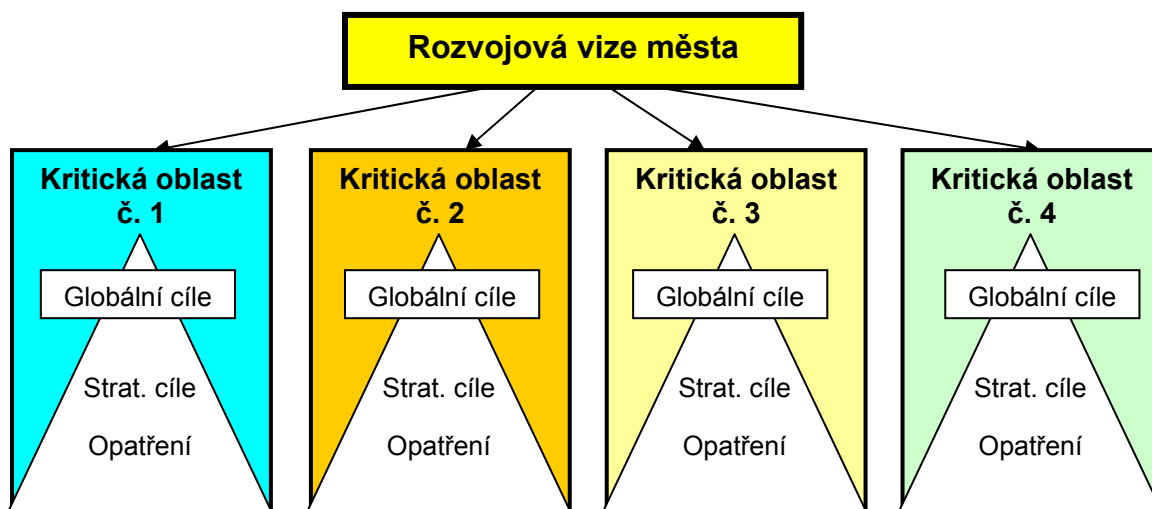 Rozvojová vize města
Kritická oblast
č. 1
Globální cíle
Strat. cíle
Opatření
Kritická oblast
č. 2
Globální cíle
Strat. cíle
Opatření
Kritická oblast
č. 3
Globální cíle
Strat. cíle
Opatření
Kritická oblast
č. 4
Globální cíle
Strat. cíle
Opatření